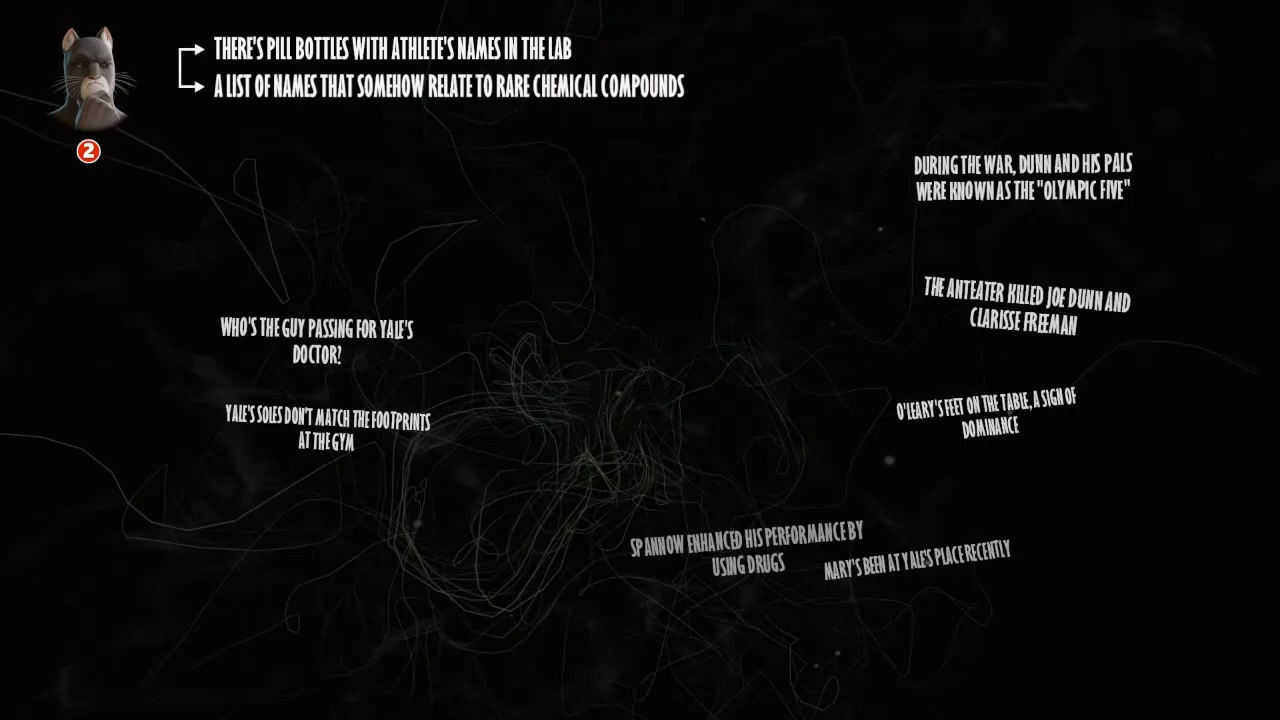 THERE'S PILL BOTTLES WITH ATHLETE'S NAMES IN THE LAB
A LIST OF NAMES THAT SOMEHOW RELATE TO RARE CHEMICAL COMPOUNDS
2
DURING THE WAR, DUNN AND HIS PALS
WERE KNOWN AS THE "OLYMPIC FIVE"
THE ANTEATER KILLED JOE DUNN AND
CLARISSE FREEMAN
WHO'S THE GUY PASSING FOR YALE'S
DOCTOR?
YALE'S SOLES DON'T MATCH THE FOOTPRINTS
AT THE GYM
O'LEARY'S FEET ON THE TABLE, A SIGN OF
DOMINANCE
SPANNOW ENHANCED HIS PERFORMANCE BY
USING DRUGS
MARY'S BEEN AT YALE'S PLACE RECENTLY